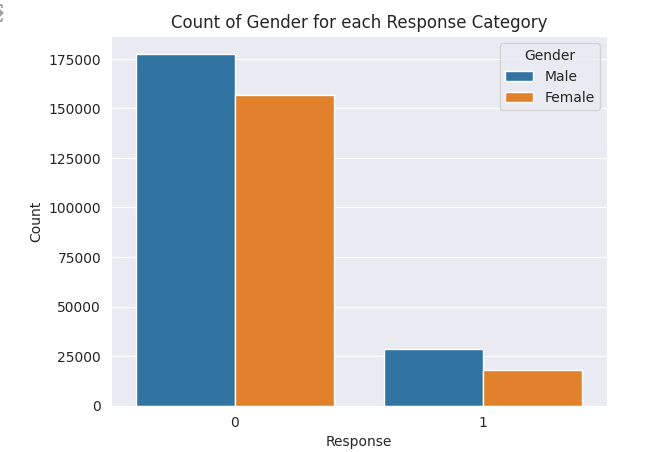 Count of Gender for each Response Category
Gender
Male
Female
175000
150000
125000
100000
75000
50000
25000
0
Count
0 1
Response